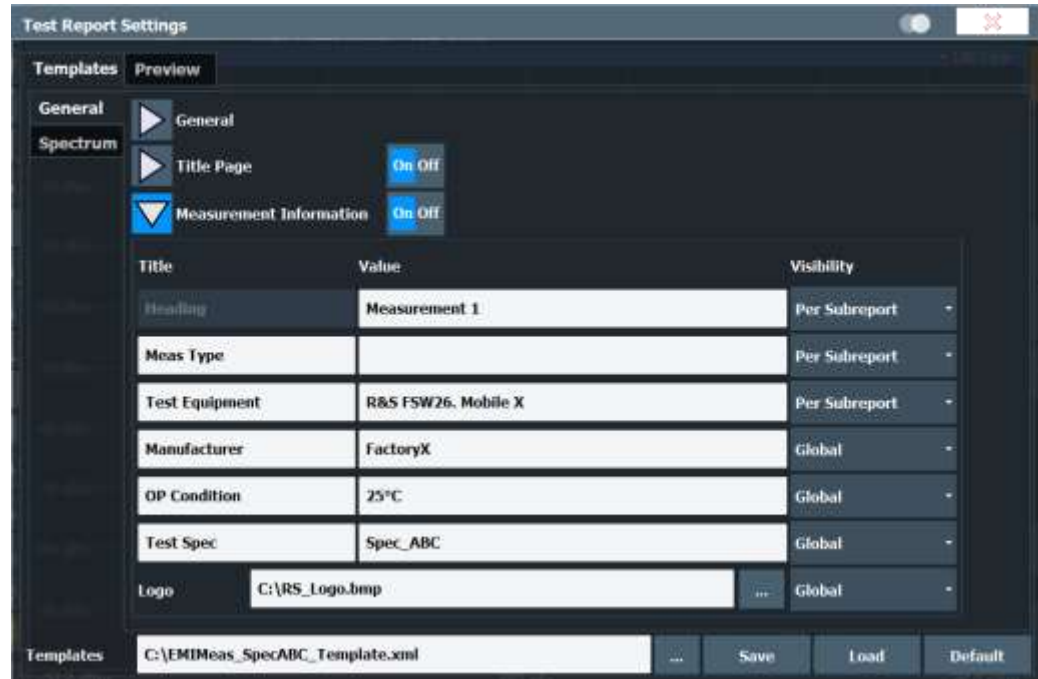 Test Report Settings
Templates Preview
General
Spectrum
General
Title Page On Off
Measurement Information On Off
Title Value Visibility
Heading Measurement 1 Per Subreport
Meas Type Per Subreport
Test Equipment R&S FSW26. Mobile X Per Subreport
Manufacturer FactoryX Global
OP Condition 25°C Global
Test Spec Spec_ABC Global
Logo C:\RS_Logo.bmp ... Global
Templates C:\EMIMeas_SpecABC_Template.xml ... Save Load Default